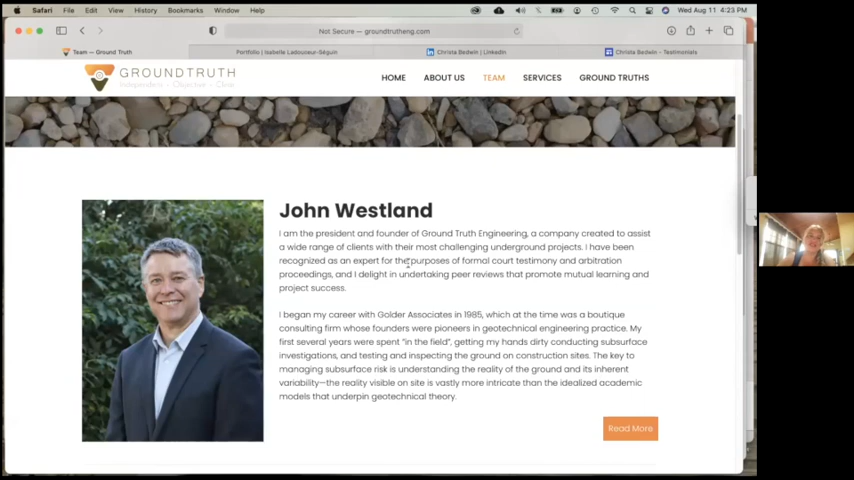 Safari File Edit View History Bookmarks Window Help Wed Aug 11 4:23 PM
Not Secure — groundtrutheng.com
Team — Ground Truth Portfolio | Isabelle Ladouceur-Séguin Christa Bedwin | LinkedIn Christa Bedwin - Testimonials
GROUNDTRUTH
Independent - Objective - Clear
HOME ABOUT US TEAM SERVICES GROUND TRUTHS
John Westland
I am the president and founder of Ground Truth Engineering, a company created to assist
a wide range of clients with their most challenging underground projects. I have been
recognized as an expert for the purposes of formal court testimony and arbitration
proceedings, and I delight in undertaking peer reviews that promote mutual learning and
project success.
I began my career with Golder Associates in 1985, which at the time was a boutique
consulting firm whose founders were pioneers in geotechnical engineering practice. My
first several years were spent "in the field", getting my hands dirty conducting subsurface
investigations, and testing and inspecting the ground on construction sites. The key to
managing subsurface risk is understanding the reality of the ground and its inherent
variability—the reality visible on site is vastly more intricate than the idealized academic
models that underpin geotechnical theory.
Read More